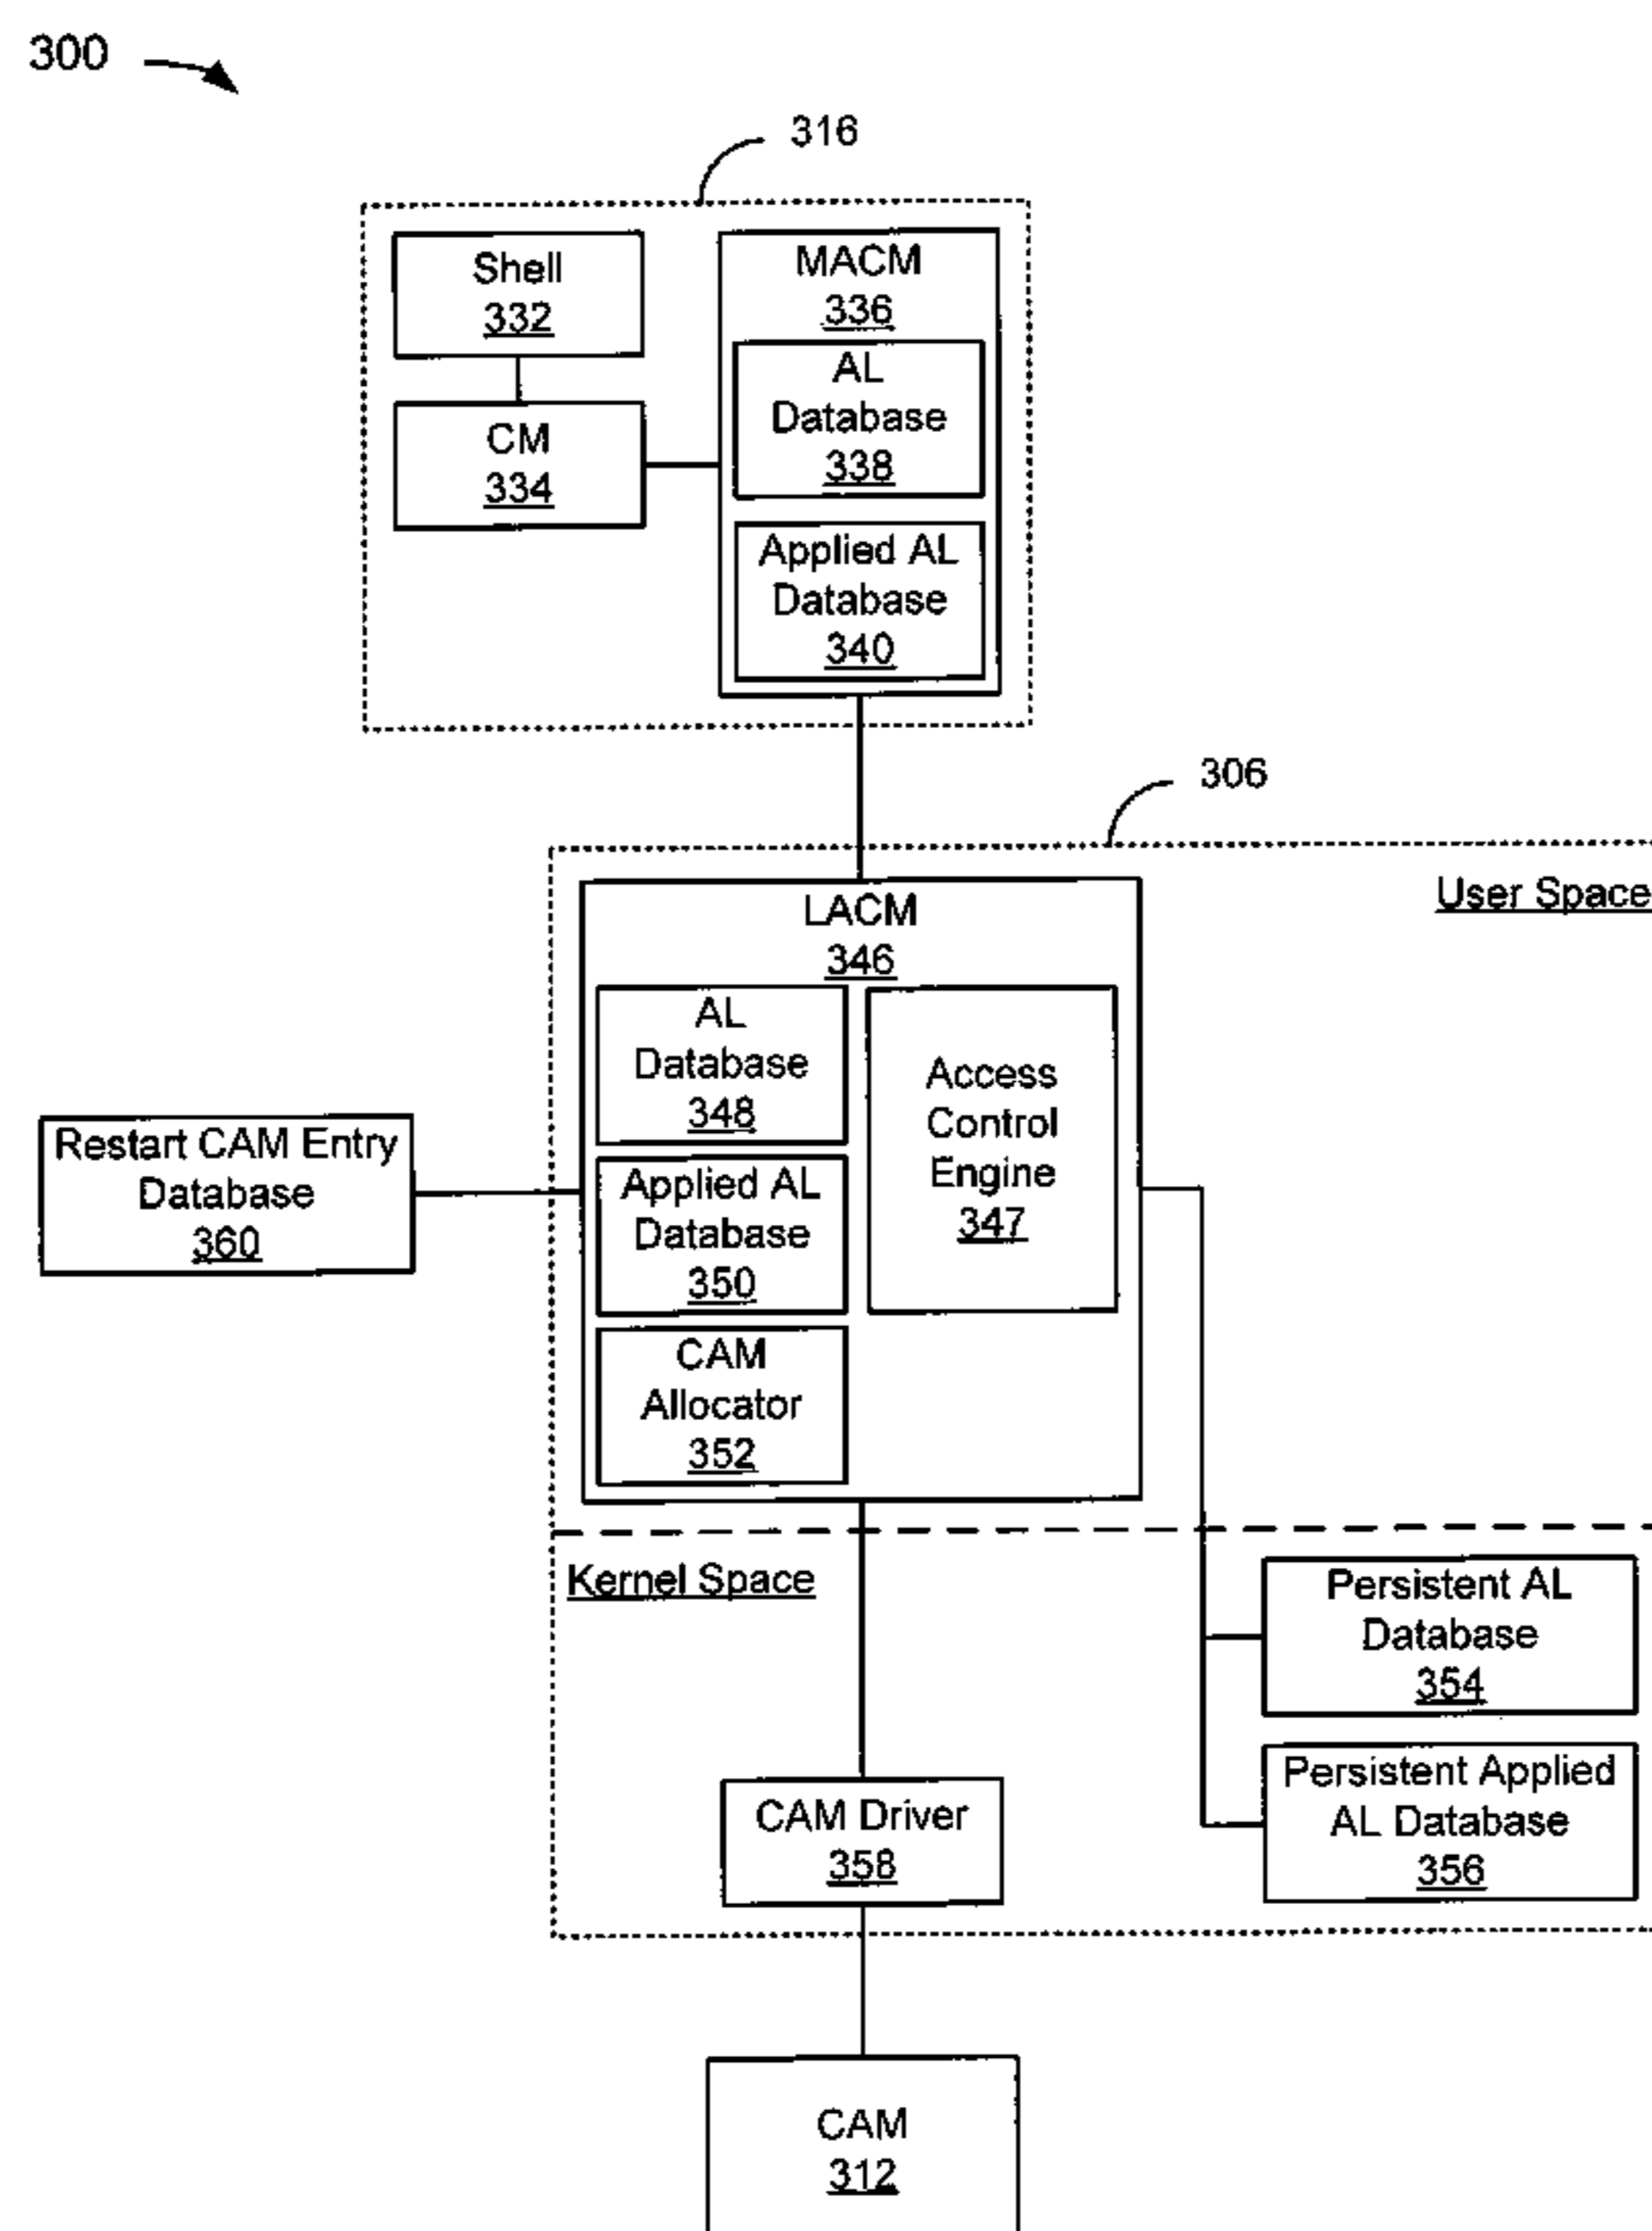 300
316
Shell
332
CM
334
MACM
336
AL
Database
338
Applied AL
Database
340
306
User Space
LACM
346
AL
Database
348
Access
Control
Engine
347
Applied AL
Database
350
CAM
Allocator
352
Restart CAM Entry
Database
360
Kernel Space
Persistent AL
Database
354
Persistent Applied
AL Database
356
CAM Driver
358
CAM
312